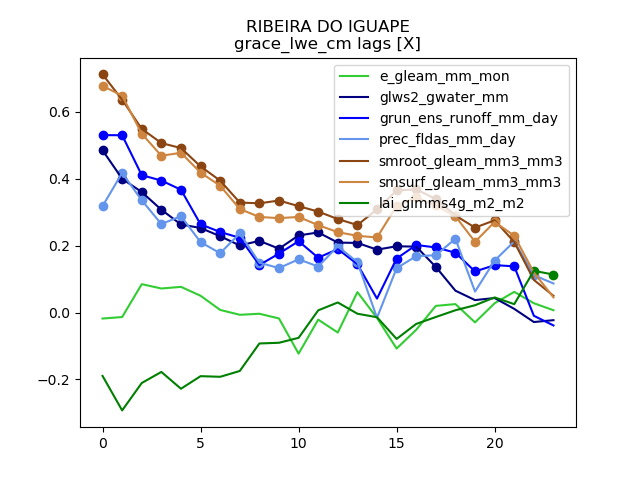 RIBEIRA DO IGUAPE
grace_lwe_cm lags [X]
e_gleam_mm_mon
glws2_gwater_mm
grun_ens_runoff_mm_day
prec_fldas_mm_day
smroot_gleam_mm3_mm3
smsurf_gleam_mm3_mm3
lai_gimms4g_m2_m2
0.6
0.4
0.2
0.0
−0.2
0 5 10 15 20